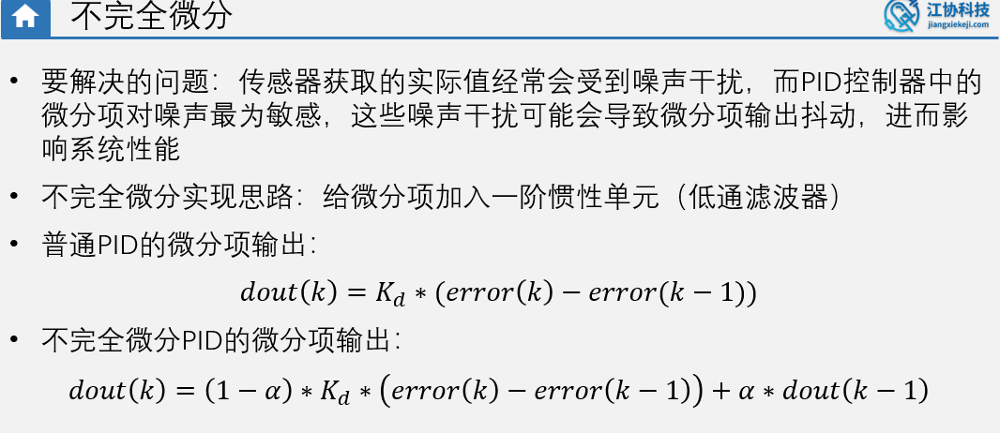 不完全微分
江协科技
jiangxiekeji.com
• 要解决的问题：传感器获取的实际值经常会受到噪声干扰，而PID控制器中的
微分项对噪声最为敏感，这些噪声干扰可能会导致微分项输出抖动，进而影
响系统性能
• 不完全微分实现思路：给微分项加入一阶惯性单元（低通滤波器）
• 普通PID的微分项输出：
dout(k) = K_d * (error(k) − error(k − 1))
• 不完全微分PID的微分项输出：
dout(k) = (1 − α) * K_d * (error(k) − error(k − 1)) + α * dout(k − 1)